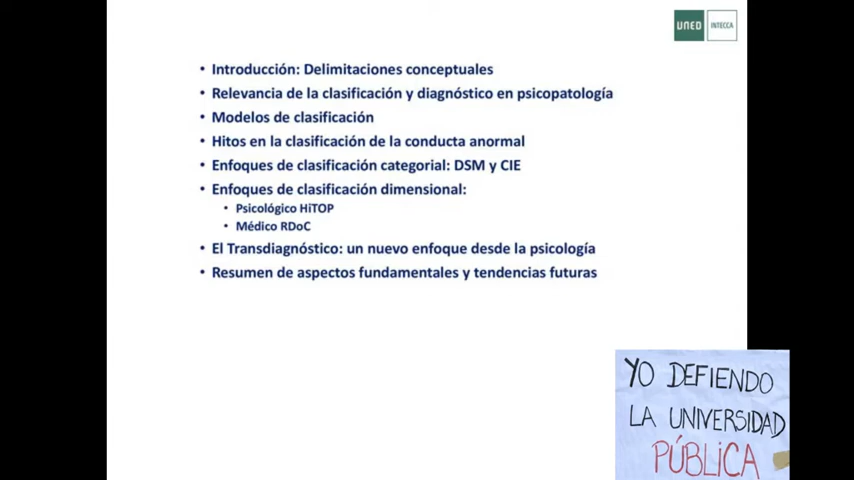 UNED
INTECCA
• Introducción: Delimitaciones conceptuales
• Relevancia de la clasificación y diagnóstico en psicopatología
• Modelos de clasificación
• Hitos en la clasificación de la conducta anormal
• Enfoques de clasificación categorial: DSM y CIE
• Enfoques de clasificación dimensional:
• Psicológico HiTOP
• Médico RDoC
• El Transdiagnóstico: un nuevo enfoque desde la psicología
• Resumen de aspectos fundamentales y tendencias futuras
YO DEFIENDO
LA UNIVERSIDAD
PÚBLiCA